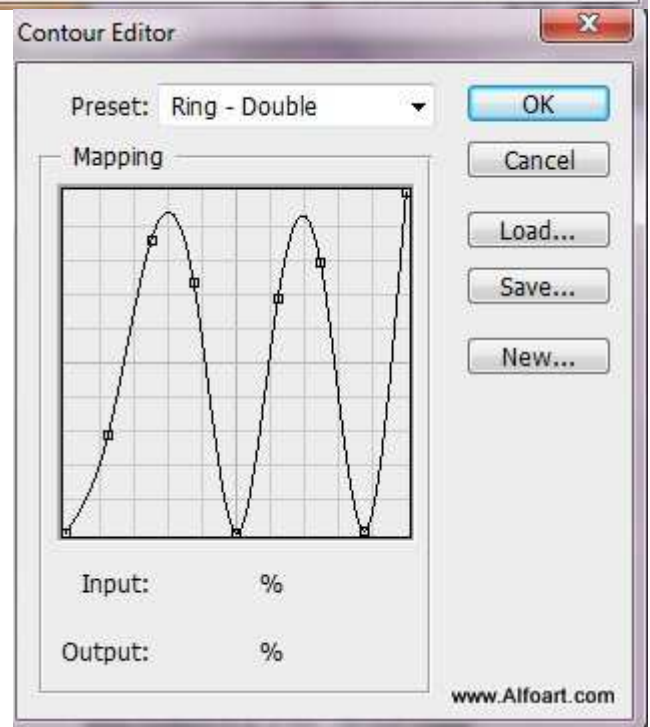 Contour Editor
Preset: Ring - Double
OK
Mapping
Cancel
Load...
Save...
New...
Input: %
Output: %
www.Alfoart.com